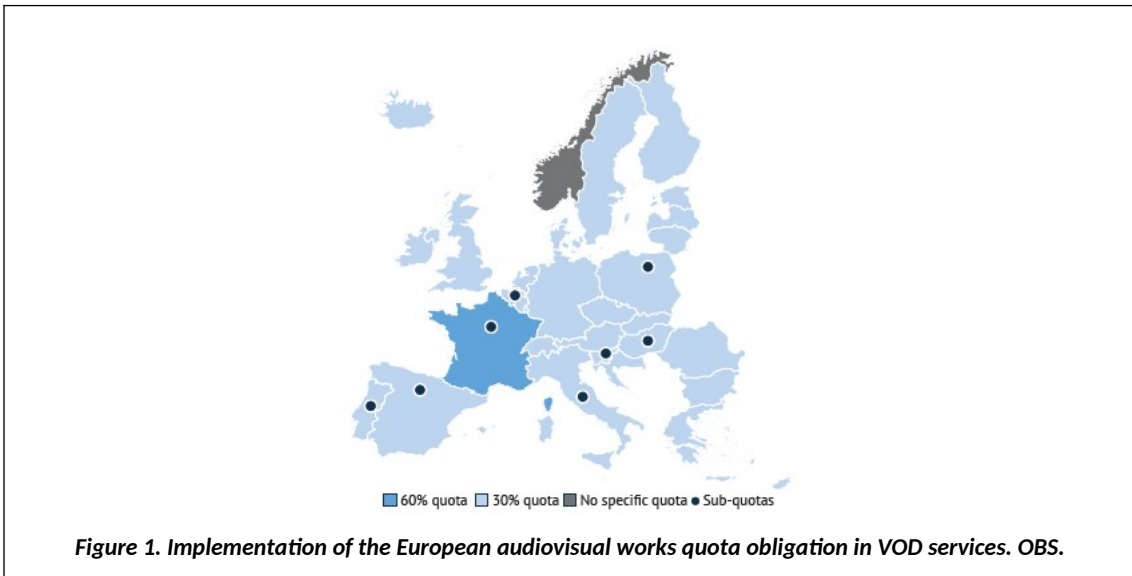 60% quota 30% quota No specific quota Sub-quotas
Figure 1. Implementation of the European audiovisual works quota obligation in VOD services. OBS.